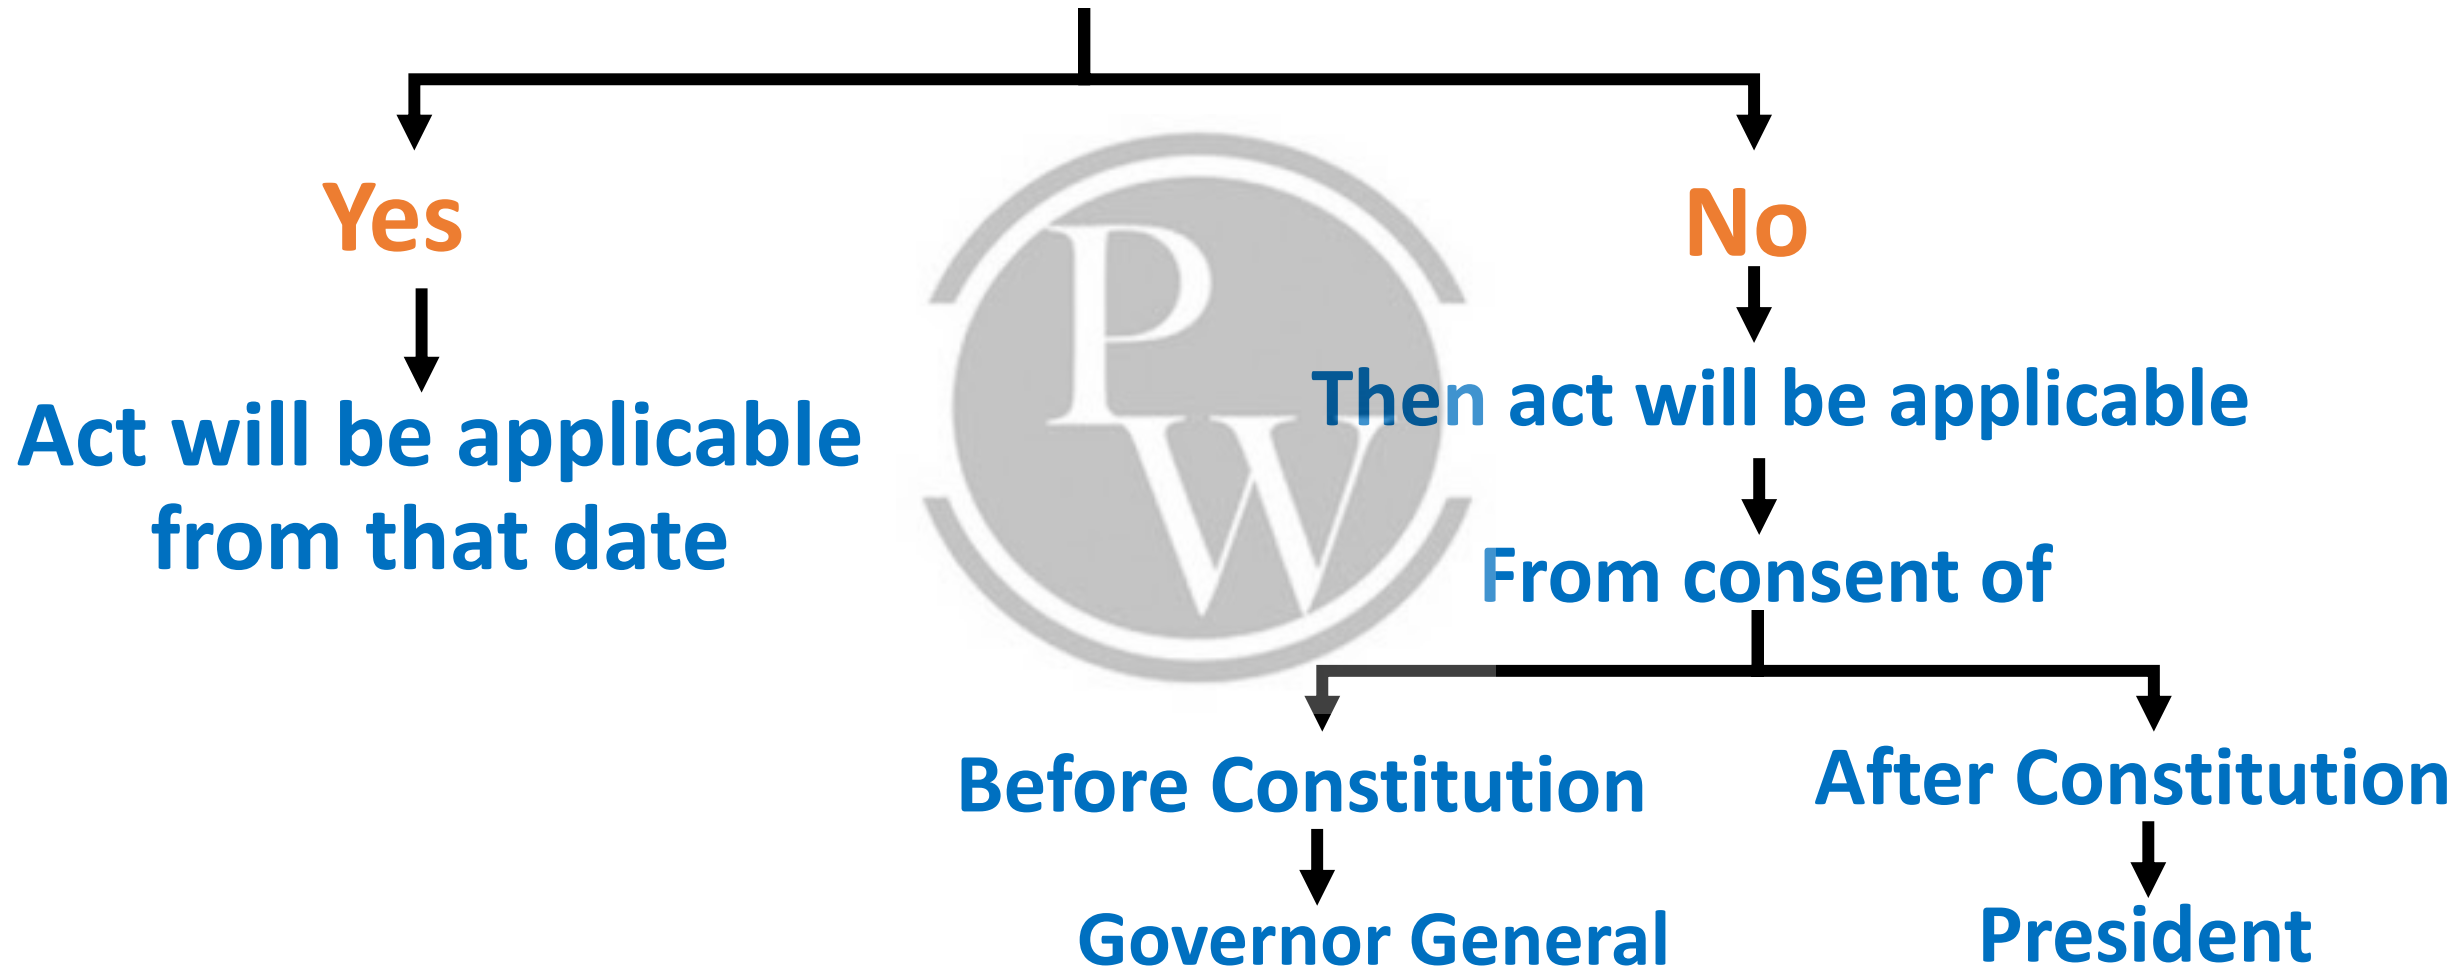 Yes
No
Act will be applicable
from that date
Then act will be applicable
From consent of
Before Constitution
After Constitution
Governor General
President
PW